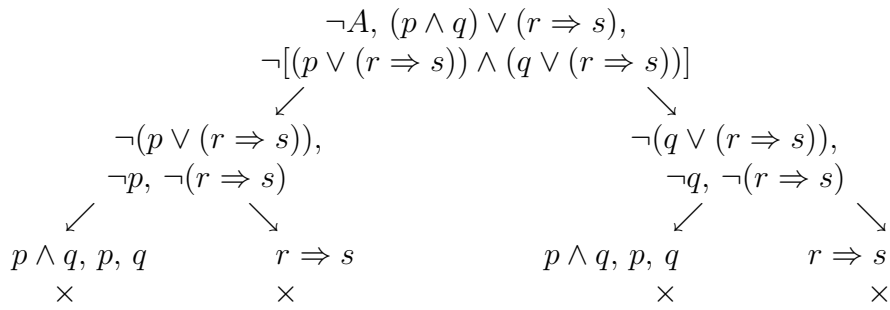 ¬A, (p ∧ q) ∨ (r ⇒ s),
¬[(p ∨ (r ⇒ s)) ∧ (q ∨ (r ⇒ s))]
¬(p ∨ (r ⇒ s)), ¬(q ∨ (r ⇒ s)),
¬p, ¬(r ⇒ s) ¬q, ¬(r ⇒ s)
p ∧ q, p, q r ⇒ s p ∧ q, p, q r ⇒ s
× × × ×